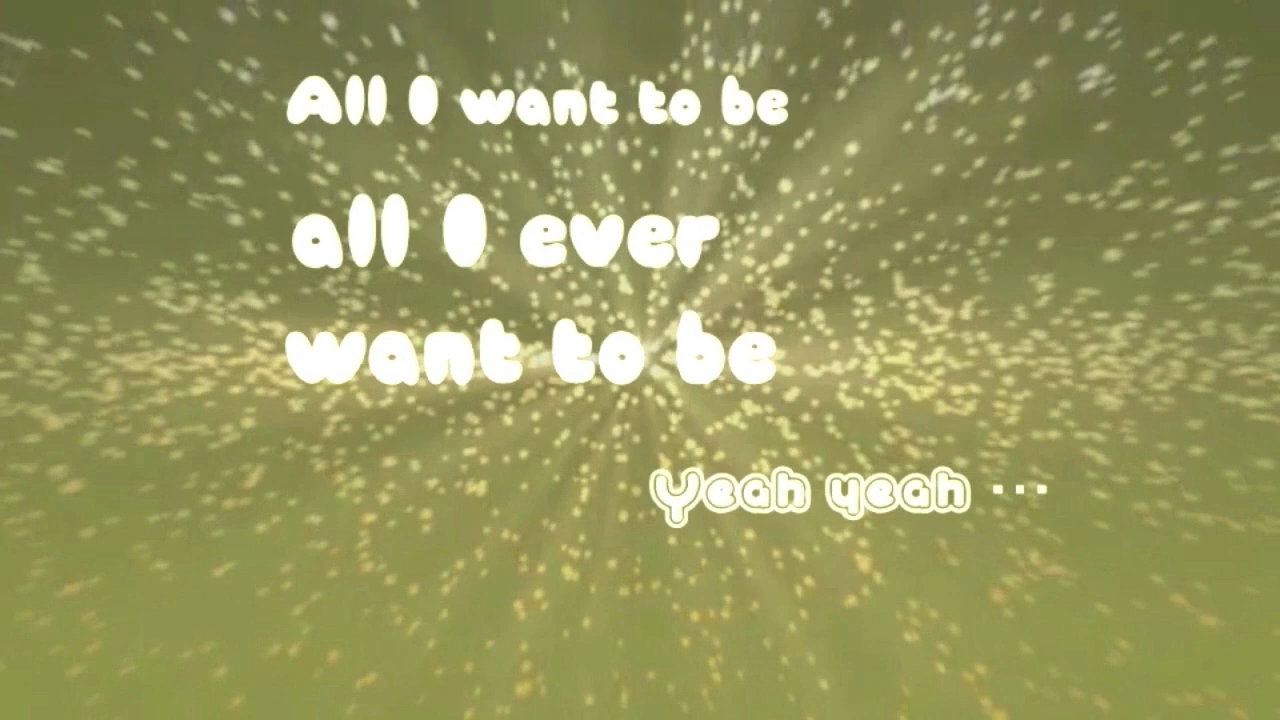 All I want to be
all I ever
want to be
Yeah yeah ...